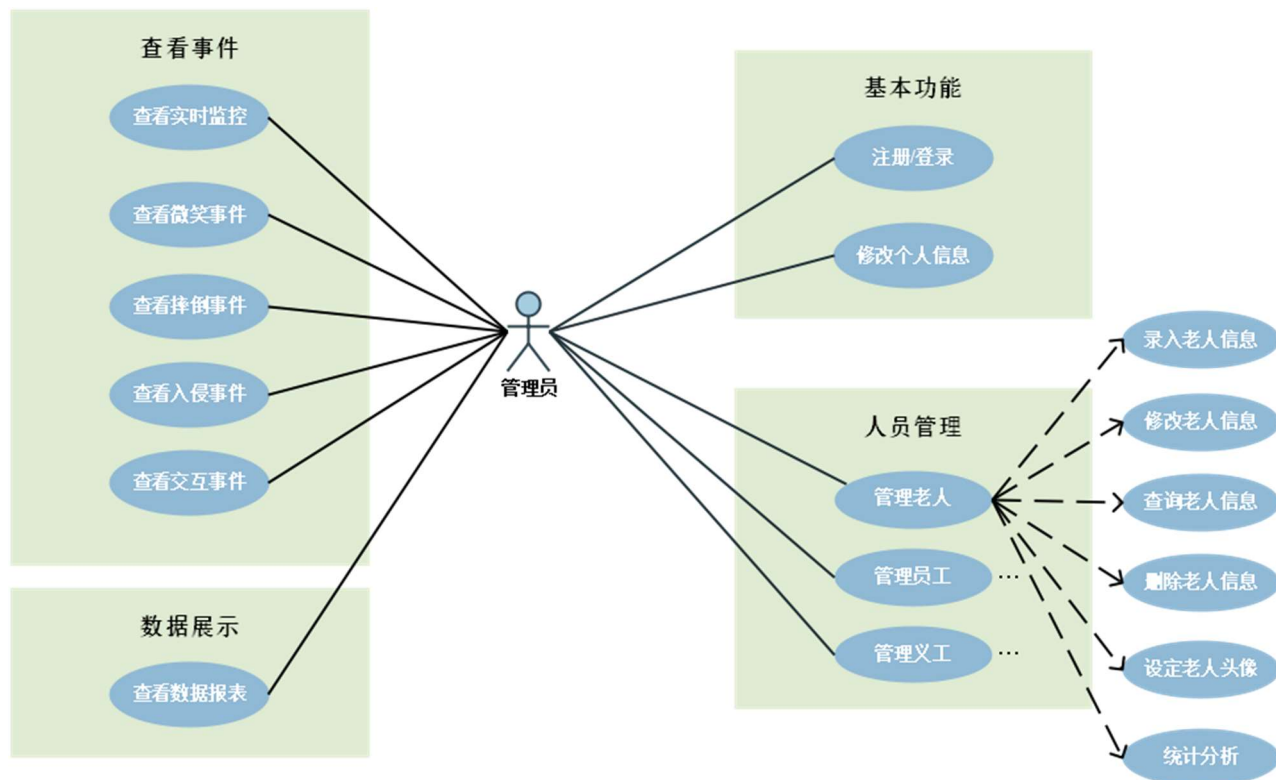 查看事件
查看实时监控
查看微笑事件
查看摔倒事件
查看入侵事件
查看交互事件
数据展示
查看数据报表
管理员
基本功能
注册/登录
修改个人信息
人员管理
管理老人
管理员工 …
管理义工 …
录入老人信息
修改老人信息
查询老人信息
删除老人信息
设定老人头像
统计分析